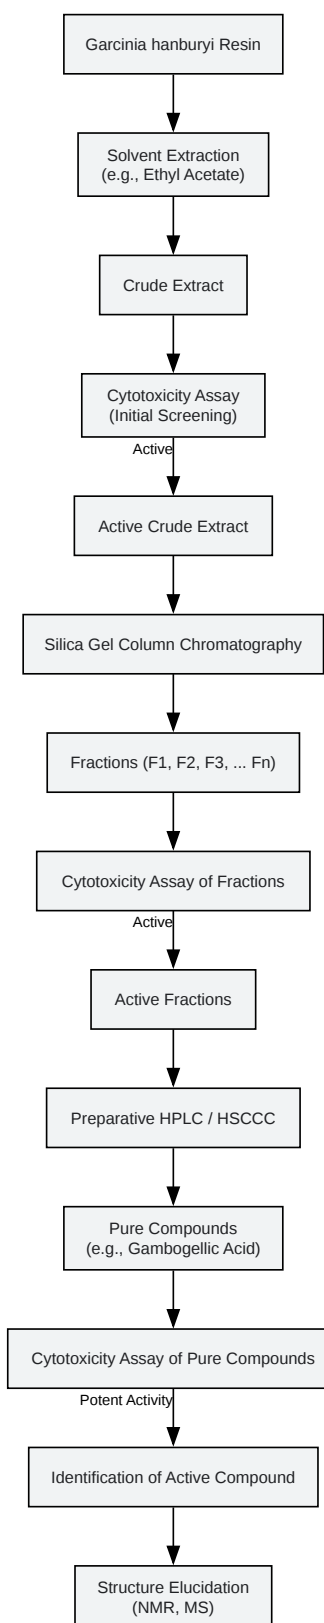 Garcinia hanburyi Resin
Solvent Extraction
(e.g., Ethyl Acetate)
Crude Extract
Cytotoxicity Assay
(Initial Screening)
Active
Active Crude Extract
Silica Gel Column Chromatography
Fractions (F1, F2, F3, ... Fn)
Cytotoxicity Assay of Fractions
Active
Active Fractions
Preparative HPLC / HSCCC
Pure Compounds
(e.g., Gambogellic Acid)
Cytotoxicity Assay of Pure Compounds
Potent Activity
Identification of Active Compound
Structure Elucidation
(NMR, MS)